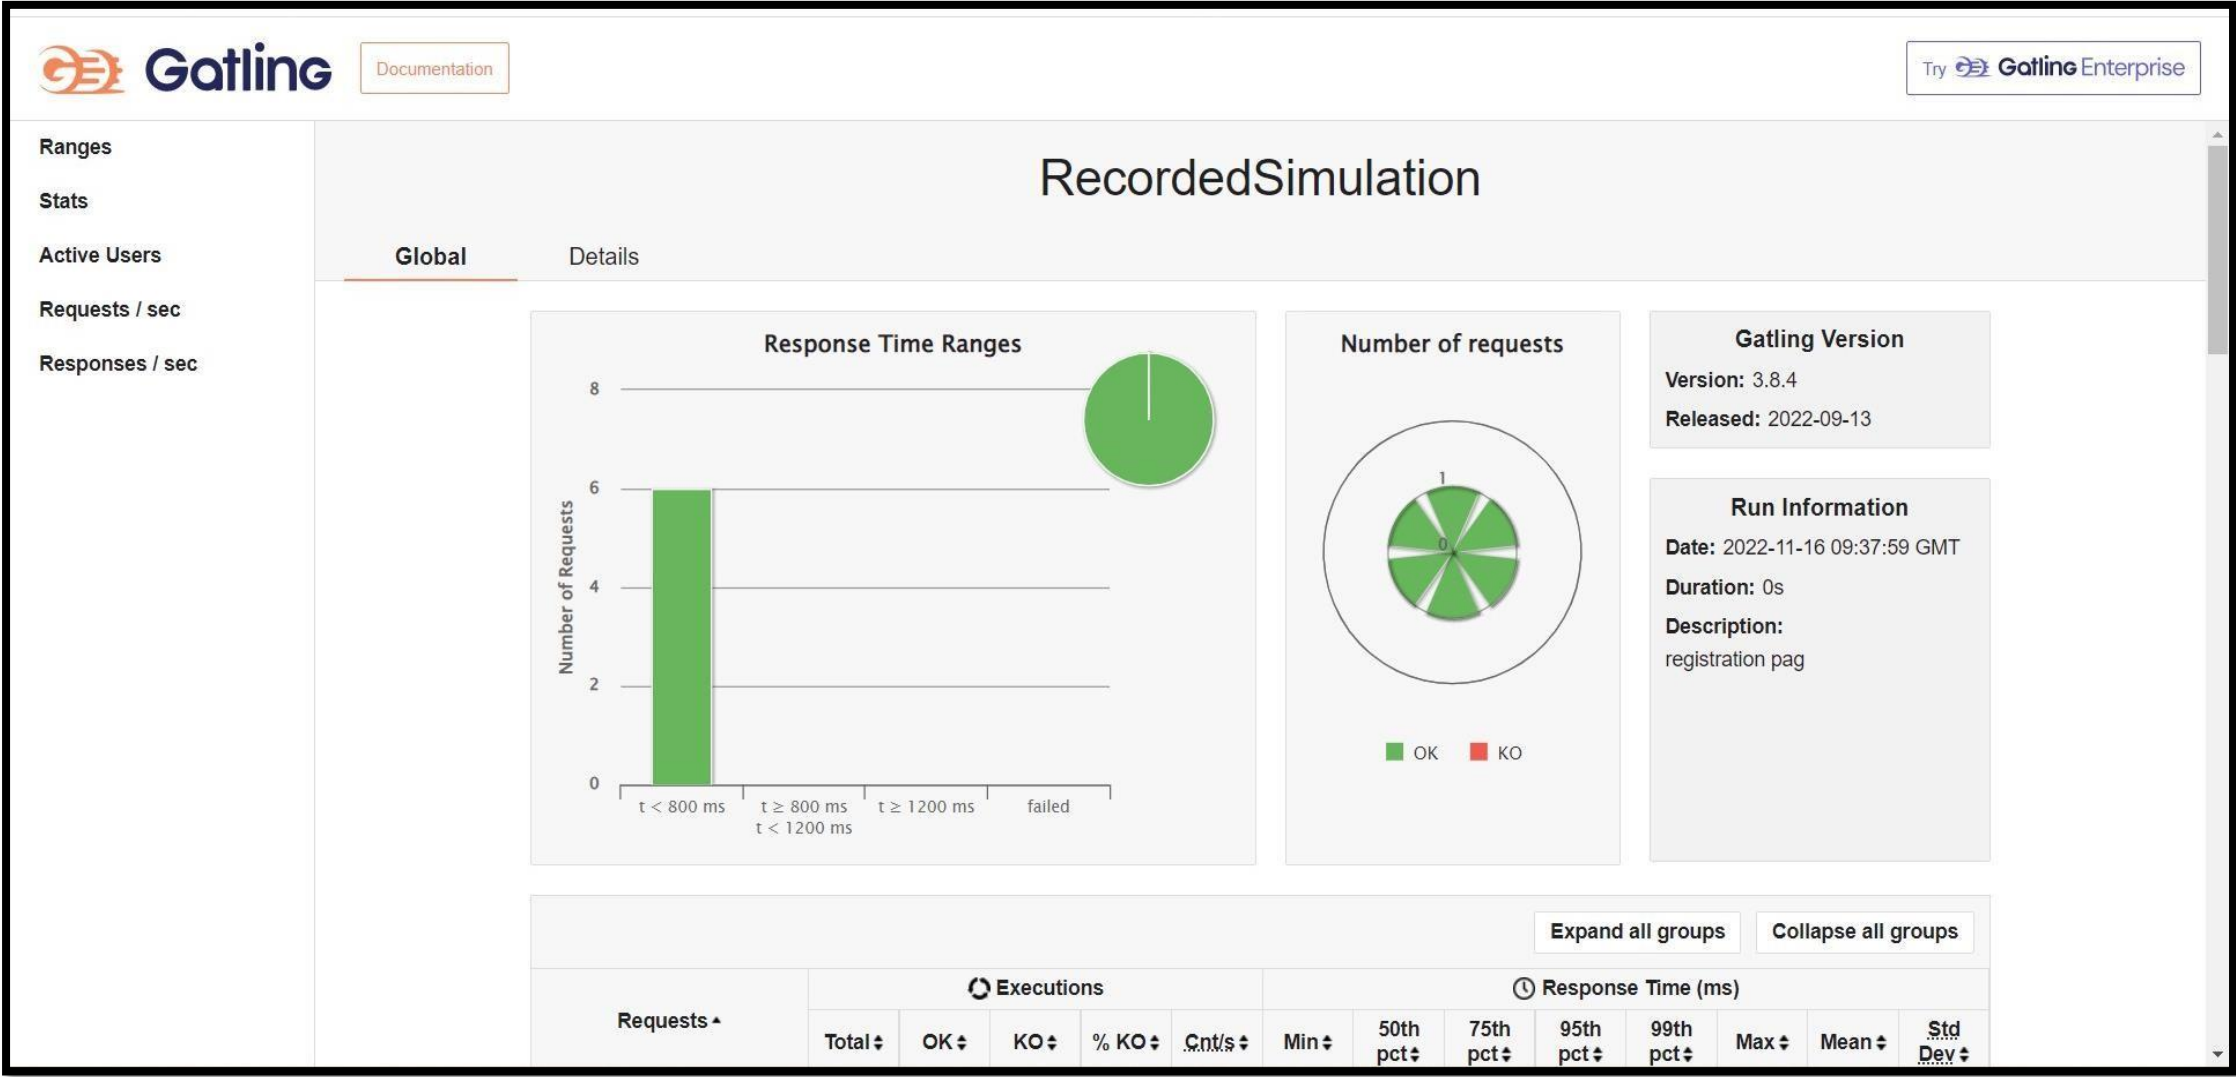 Gatling
Documentation
Try Gatling Enterprise
Ranges
Stats
Active Users
Requests / sec
Responses / sec
RecordedSimulation
Global
Details
Response Time Ranges
Number of Requests
8
6
4
2
0
t < 800 ms
t ≥ 800 ms
t < 1200 ms
t ≥ 1200 ms
failed
Number of requests
1
0
OK
KO
Gatling Version
Version: 3.8.4
Released: 2022-09-13
Run Information
Date: 2022-11-16 09:37:59 GMT
Duration: 0s
Description:
registration pag
Expand all groups
Collapse all groups
Requests
Executions
Response Time (ms)
Total
OK
KO
% KO
Cnt/s
Min
50th
pct
75th
pct
95th
pct
99th
pct
Max
Mean
Std
Dev